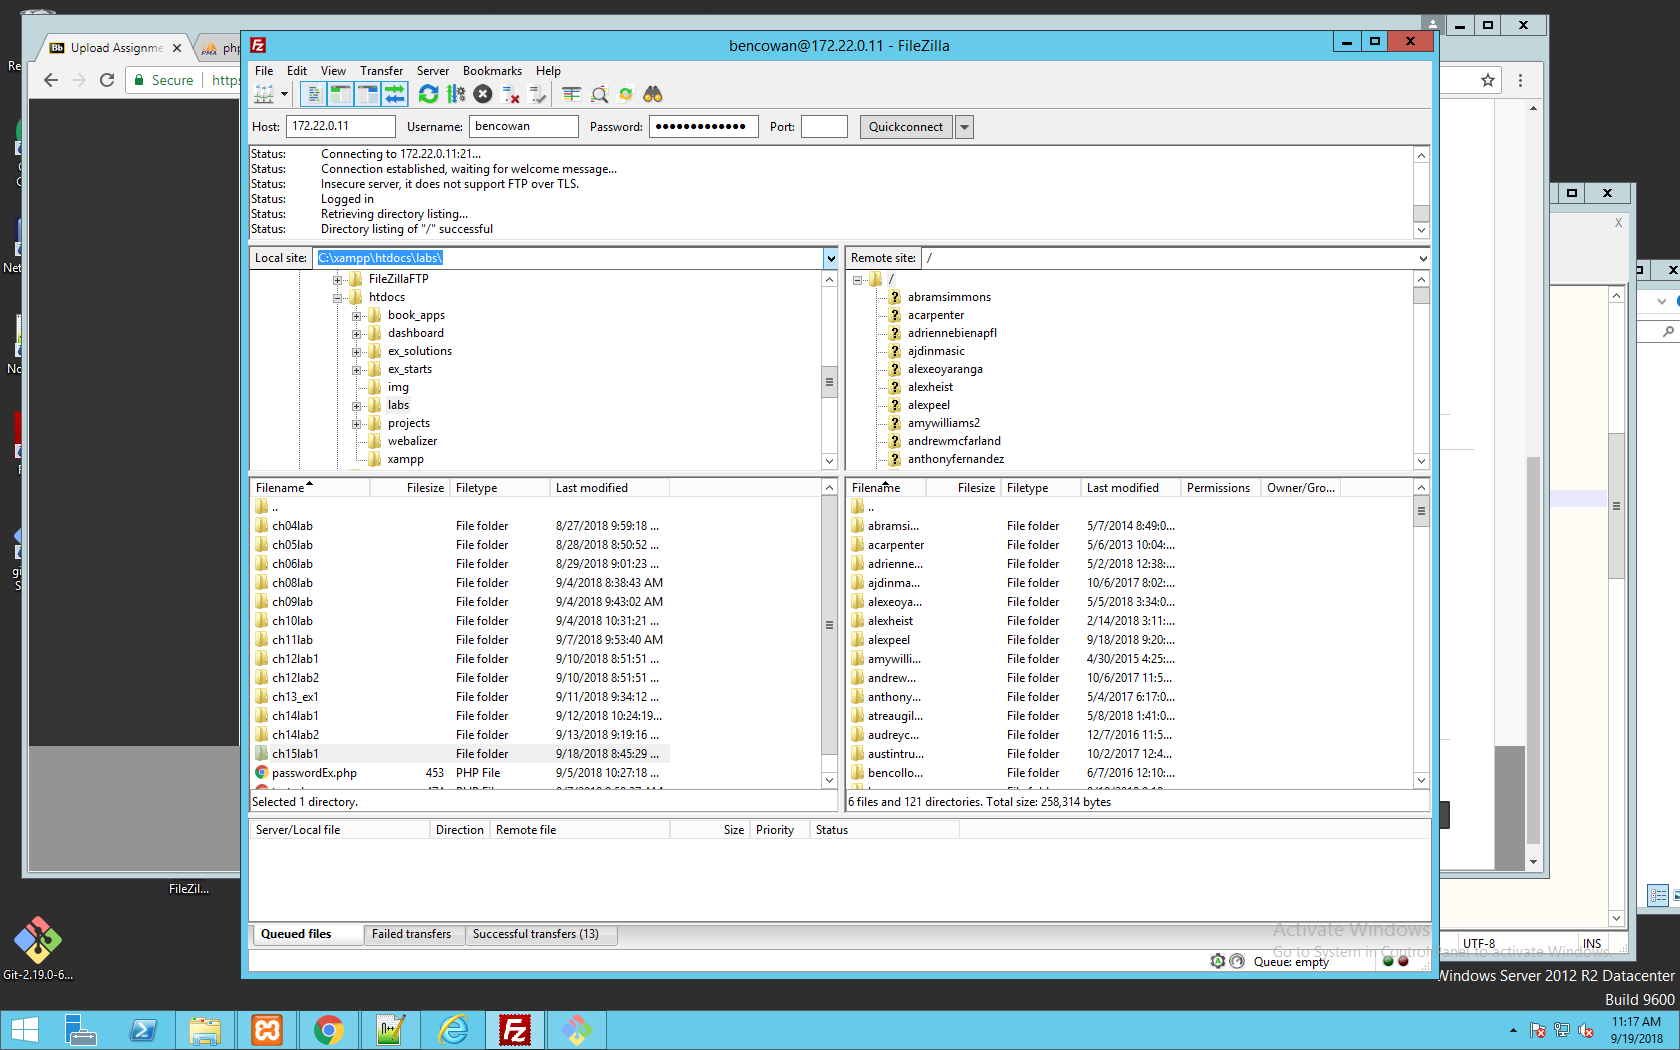 Upload Assignme
php
Secure
https
bencowan@172.22.0.11 - FileZilla
File Edit View Transfer Server Bookmarks Help
Host: 172.22.0.11 Username: bencowan Password: ●●●●●●●●●●●●● Port: Quickconnect
Status: Connecting to 172.22.0.11:21...
Status: Connection established, waiting for welcome message...
Status: Insecure server, it does not support FTP over TLS.
Status: Logged in
Status: Retrieving directory listing...
Status: Directory listing of "/" successful
Local site: C:\xampp\htdocs\labs\
FileZillaFTP
htdocs
book_apps
dashboard
ex_solutions
ex_starts
img
labs
projects
webalizer
xampp
Remote site: /
/
abramsimmons
acarpenter
adriennebienapfl
ajdinmasic
alexeoyaranga
alexheist
alexpeel
amywilliams2
andrewmcfarland
anthonyfernandez
Filename Filesize Filetype Last modified
..
ch04lab File folder 8/27/2018 9:59:18 ...
ch05lab File folder 8/28/2018 8:50:52 ...
ch06lab File folder 8/29/2018 9:01:23 ...
ch08lab File folder 9/4/2018 8:38:43 AM
ch09lab File folder 9/4/2018 9:43:02 AM
ch10lab File folder 9/4/2018 10:31:21 ...
ch11lab File folder 9/7/2018 9:53:40 AM
ch12lab1 File folder 9/10/2018 8:51:51 ...
ch12lab2 File folder 9/10/2018 8:51:51 ...
ch13_ex1 File folder 9/11/2018 9:34:12 ...
ch14lab1 File folder 9/12/2018 10:24:19...
ch14lab2 File folder 9/13/2018 9:19:16 ...
ch15lab1 File folder 9/18/2018 8:45:29 ...
passwordEx.php 453 PHP File 9/5/2018 10:27:18 ...
Selected 1 directory.
Filename Filesize Filetype Last modified Permissions Owner/Gro...
..
abramsi... File folder 5/7/2014 8:49:0...
acarpenter File folder 5/6/2013 10:04:...
adrienne... File folder 5/2/2018 12:38:...
ajdinma... File folder 10/6/2017 8:02:...
alexeoya... File folder 5/5/2018 3:34:0...
alexheist File folder 2/14/2018 3:11:...
alexpeel File folder 9/18/2018 9:20:...
amywilli... File folder 4/30/2015 4:25:...
andrew... File folder 10/6/2017 11:5...
anthony... File folder 5/4/2017 6:17:0...
atreaugil... File folder 5/8/2018 1:41:0...
audreyc... File folder 12/7/2016 11:5...
austintru... File folder 10/2/2017 12:4...
bencollo... File folder 6/7/2016 12:10:...
6 files and 121 directories. Total size: 258,314 bytes
Server/Local file Direction Remote file Size Priority Status
Queued files Failed transfers Successful transfers (13)
Queue: empty
Activate Windows
Go to System in Control Panel to activate Windows.
UTF-8 INS
Windows Server 2012 R2 Datacenter
Build 9600
FileZil...
Git-2.19.0-6...
11:17 AM
9/19/2018